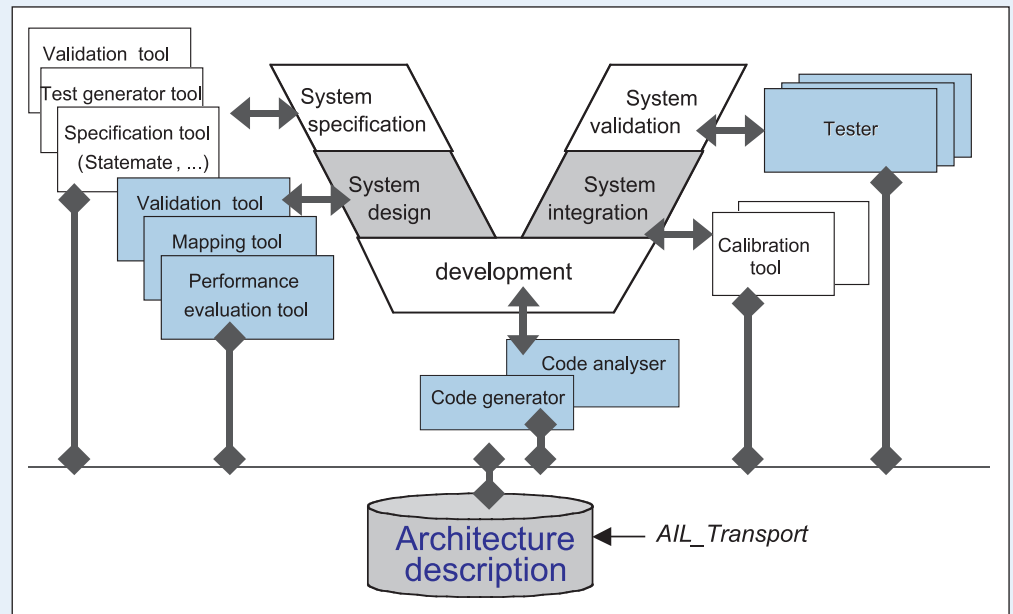 Validation tool
Test generator tool
Specification tool
(Statemate, ...)
Validation tool
Mapping tool
Performance
evaluation tool
System
specification
System
design
System
validation
System
integration
development
Tester
Calibration
tool
Code analyser
Code generator
Architecture
description
AIL_Transport